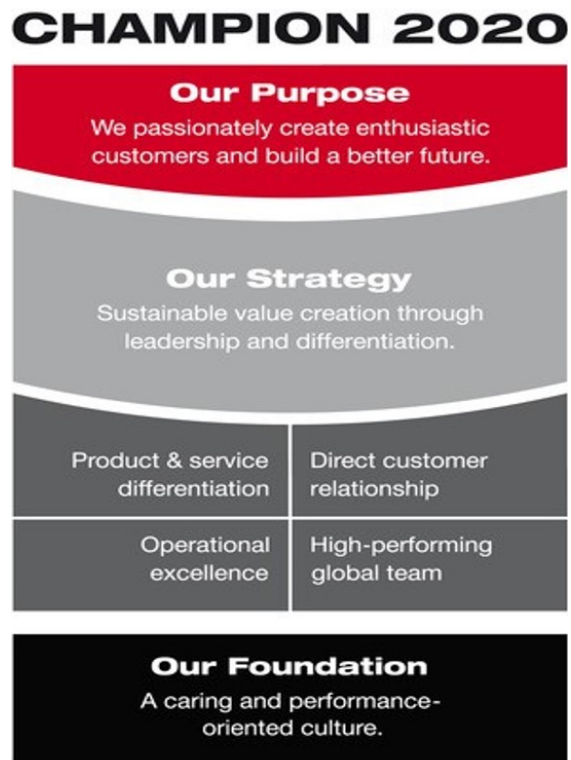 CHAMPION 2020
Our Purpose
We passionately create enthusiastic
customers and build a better future.
Our Strategy
Sustainable value creation through
leadership and differentiation.
Product & service
differentiation
Direct customer
relationship
Operational
excellence
High-performing
global team
Our Foundation
A caring and performance-
oriented culture.